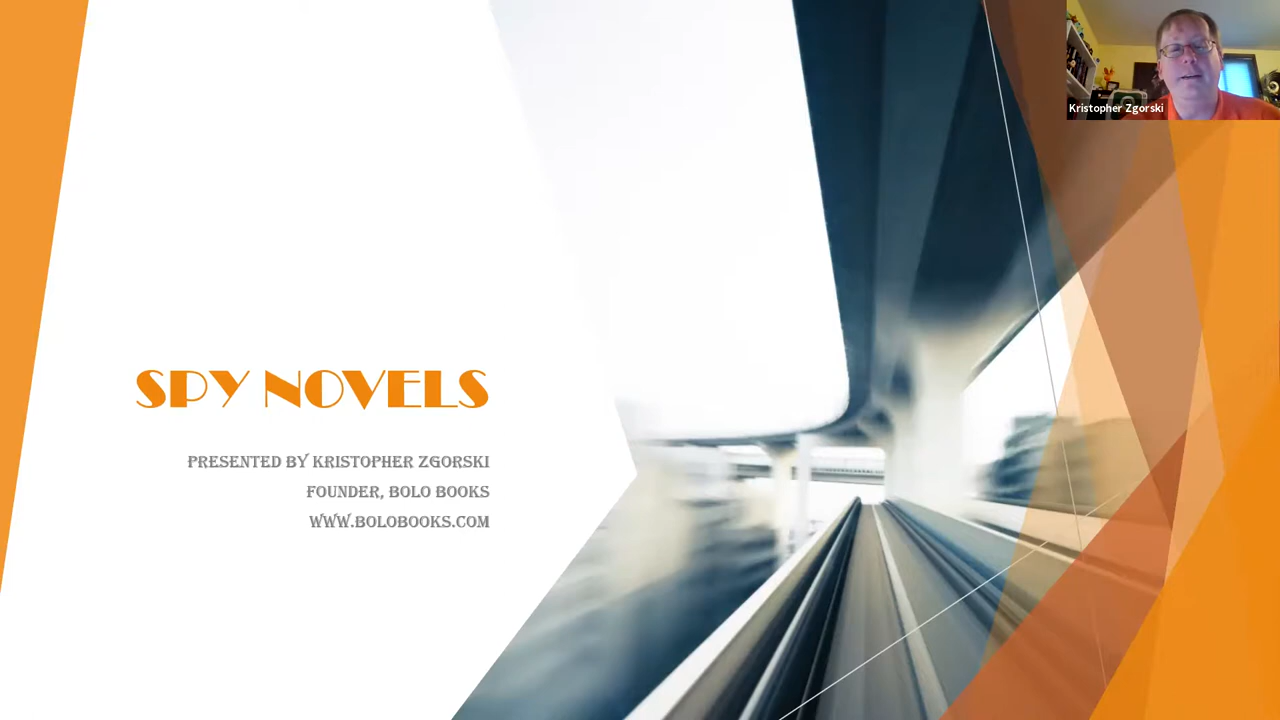 Kristopher Zgorski
SPY NOVELS
PRESENTED BY KRISTOPHER ZGORSKI
FOUNDER, BOLO BOOKS
WWW.BOLOBOOKS.COM